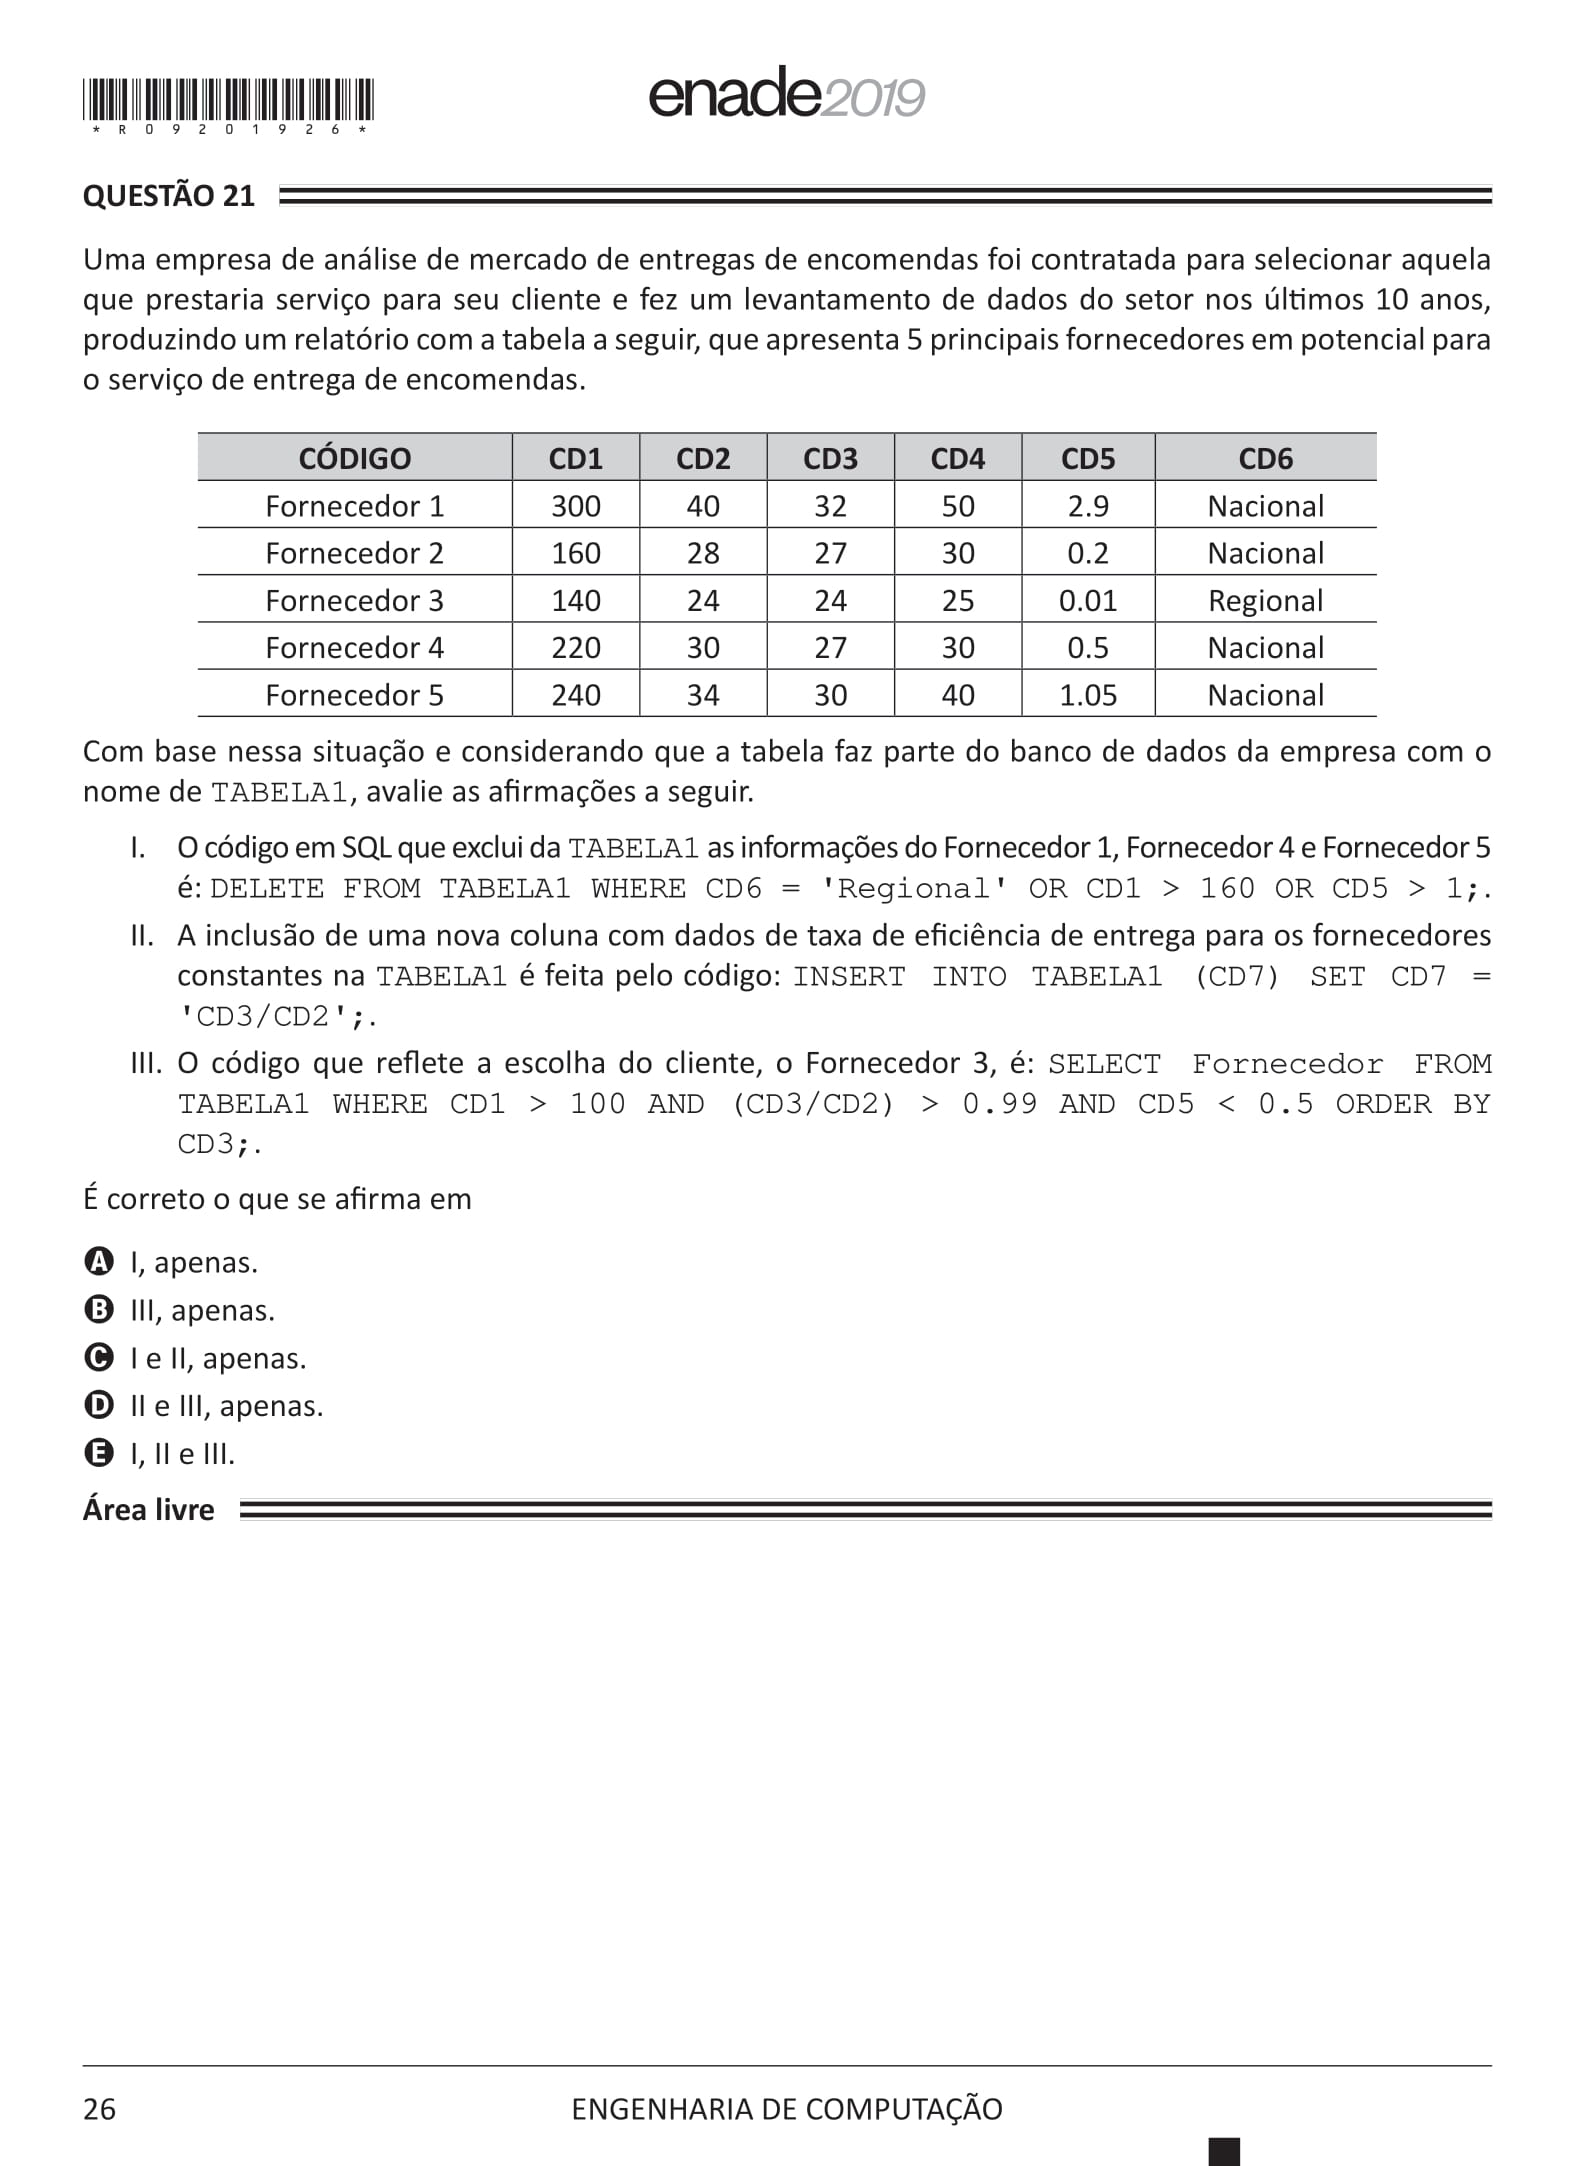 *R09201926*
enade2019
QUESTÃO 21
Uma empresa de análise de mercado de entregas de encomendas foi contratada para selecionar aquela
que prestaria serviço para seu cliente e fez um levantamento de dados do setor nos últimos 10 anos,
produzindo um relatório com a tabela a seguir, que apresenta 5 principais fornecedores em potencial para
o serviço de entrega de encomendas.
CÓDIGO CD1 CD2 CD3 CD4 CD5 CD6
Fornecedor 1 300 40 32 50 2.9 Nacional
Fornecedor 2 160 28 27 30 0.2 Nacional
Fornecedor 3 140 24 24 25 0.01 Regional
Fornecedor 4 220 30 27 30 0.5 Nacional
Fornecedor 5 240 34 30 40 1.05 Nacional
Com base nessa situação e considerando que a tabela faz parte do banco de dados da empresa com o
nome de TABELA1, avalie as afirmações a seguir.
I. O código em SQL que exclui da TABELA1 as informações do Fornecedor 1, Fornecedor 4 e Fornecedor 5
é: DELETE FROM TABELA1 WHERE CD6 = 'Regional' OR CD1 > 160 OR CD5 > 1;.
II. A inclusão de uma nova coluna com dados de taxa de eficiência de entrega para os fornecedores
constantes na TABELA1 é feita pelo código: INSERT INTO TABELA1 (CD7) SET CD7 =
'CD3/CD2';.
III. O código que reflete a escolha do cliente, o Fornecedor 3, é: SELECT Fornecedor FROM
TABELA1 WHERE CD1 > 100 AND (CD3/CD2) > 0.99 AND CD5 < 0.5 ORDER BY
CD3;.
É correto o que se afirma em
A I, apenas.
B III, apenas.
C I e II, apenas.
D II e III, apenas.
E I, II e III.
Área livre
26 ENGENHARIA DE COMPUTAÇÃO